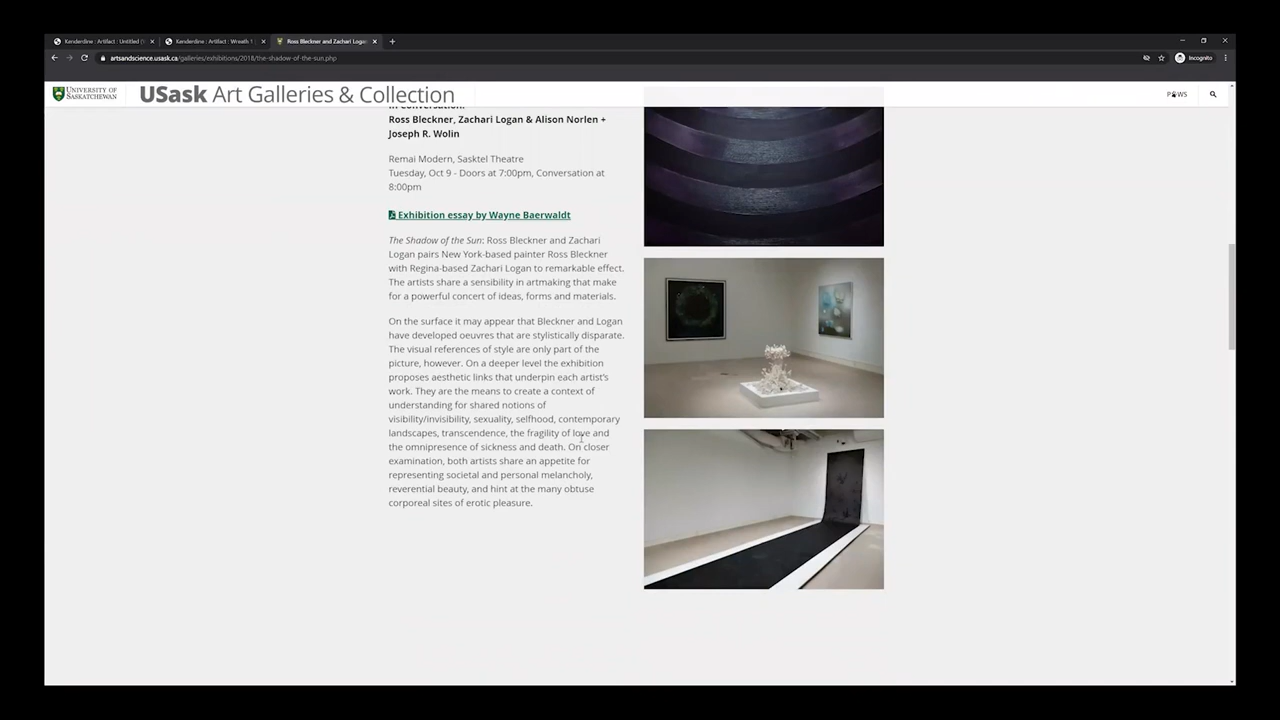 Kenderdine : Artifact : Untitled
Kenderdine : Artifact : Wreath 1
Ross Bleckner and Zachari Logan
artsandscience.usask.ca/galleries/exhibitions/2018/the-shadow-of-the-sun.php
Incognito
UNIVERSITY OF
SASKATCHEWAN
USask Art Galleries & Collection
PAWS
In Conversation:
Ross Bleckner, Zachari Logan & Alison Norlen +
Joseph R. Wolin
Remai Modern, Sasktel Theatre
Tuesday, Oct 9 - Doors at 7:00pm, Conversation at
8:00pm
Exhibition essay by Wayne Baerwaldt
The Shadow of the Sun: Ross Bleckner and Zachari
Logan pairs New York-based painter Ross Bleckner
with Regina-based Zachari Logan to remarkable effect.
The artists share a sensibility in artmaking that make
for a powerful concert of ideas, forms and materials.
On the surface it may appear that Bleckner and Logan
have developed oeuvres that are stylistically disparate.
The visual references of style are only part of the
picture, however. On a deeper level the exhibition
proposes aesthetic links that underpin each artist's
work. They are the means to create a context of
understanding for shared notions of
visibility/invisibility, sexuality, selfhood, contemporary
landscapes, transcendence, the fragility of love and
the omnipresence of sickness and death. On closer
examination, both artists share an appetite for
representing societal and personal melancholy,
reverential beauty, and hint at the many obtuse
corporeal sites of erotic pleasure.